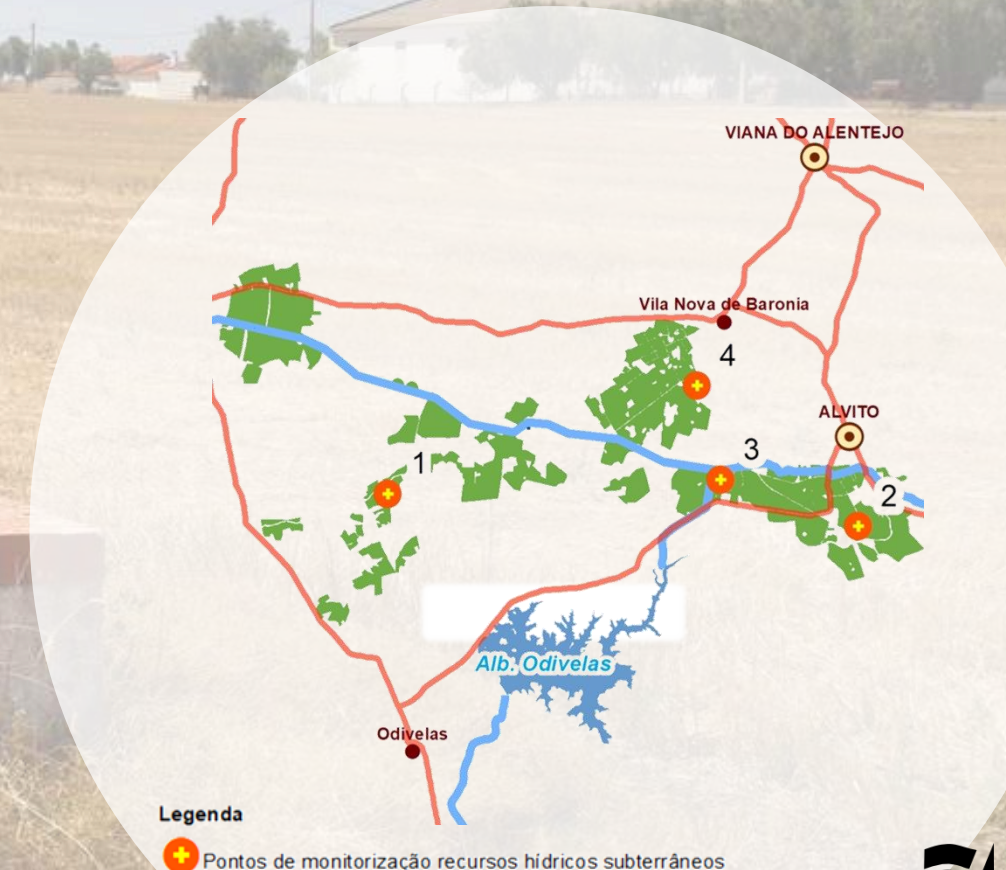 VIANA DO ALENTEJO
Vila Nova de Baronia
4
ALVITO
3
1
2
Alb. Odivelas
Odivelas
Legenda
Pontos de monitorização recursos hídricos subterrâneos